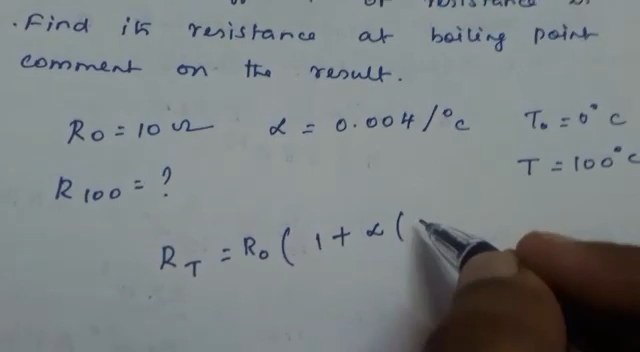 resistance
. Find its resistance at boiling point
comment on the result.
R0 = 10 Ω α = 0.004/°C T0 = 0°C
R100 = ? T = 100°C
RT = R0 ( 1 + α (